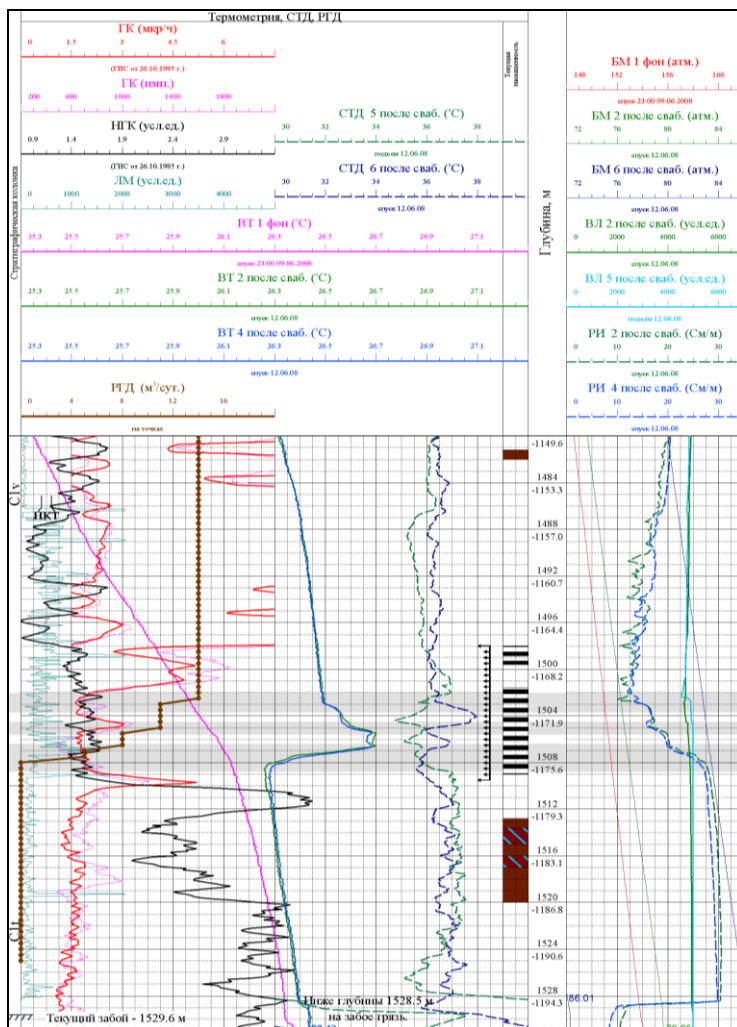 Термометрия, СТД, РГД
ГК (мкр/ч)
0 1.5 3 4.5 6
(ГИС от 26.10.1985 г.)
ГК (имп.)
200 600 1000 1400 1800
НГК (усл.ед.)
0.9 1.4 1.9 2.4 2.9
(ГИС от 26.10.1985 г.)
ЛМ (усл.ед.)
0 1000 2000 3000 4000
СТД 5 после сваб. (°С)
30 34 36 38
подъем 12.06.08
СТД 6 после сваб. (°С)
30 34 36 38
спуск 12.06.08
ВТ 1 фон (°С)
25.3 25.5 25.7 25.9 26.1 26.3 26.5 26.7 26.9 27.1
спуск 23:00 09.06.2008
ВТ 2 после сваб. (°С)
25.3 25.5 25.7 25.9 26.1 26.3 26.5 26.7 26.9 27.1
спуск 12.06.08
ВТ 4 после сваб. (°С)
25.3 25.5 25.7 25.9 26.1 26.3 26.5 26.7 26.9 27.1
спуск 12.06.08
РГД (м³/сут.)
0 4 8 12 16
на точках
Стратиграфическая колонка
Текущая насыщенность
Глубина, м
БМ 1 фон (атм.)
148 152 156 160
спуск 23:00 09.06.2008
БМ 2 после сваб. (атм.)
72 76 80 84
спуск 12.06.08
БМ 6 после сваб. (атм.)
72 76 80 84
спуск 12.06.08
ВЛ 2 после сваб. (усл.ед)
0 2000 4000 6000
спуск 12.06.08
ВЛ 5 после сваб. (усл.ед)
0 2000 4000 6000
подъем 12.06.08
РИ 2 после сваб. (См/м)
0 10 20 30
спуск 12.06.08
РИ 4 после сваб. (См/м)
0 10 20 30
спуск 12.06.08
C1v
НКТ
C1t
-1149.6
1484
-1153.3
1488
-1157.0
1492
-1160.7
1496
-1164.4
1500
-1168.2
1504
-1171.9
1508
-1175.6
1512
-1179.3
1516
-1183.1
1520
-1186.8
1524
-1190.6
1528
-1194.3
86.01
Ниже глубины 1528.5 м
на забое грязь.
Текущий забой - 1529.6 м